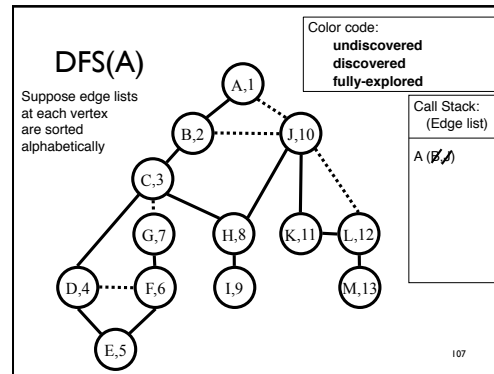 DFS(A)
Suppose edge lists
at each vertex
are sorted
alphabetically
Color code:
undiscovered
discovered
fully-explored
Call Stack:
(Edge list)
A (B,J)
A,1
B,2
J,10
C,3
G,7
H,8
K,11
L,12
D,4
F,6
I,9
M,13
E,5
107